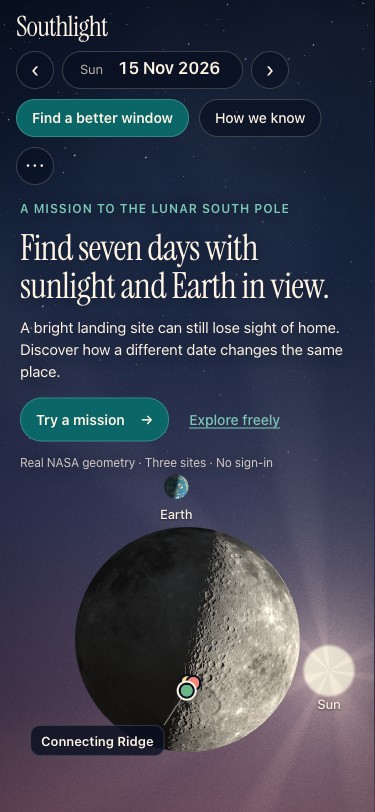 Southlight
‹ Sun 15 Nov 2026 ›
Find a better window How we know
···
A MISSION TO THE LUNAR SOUTH POLE
Find seven days with
sunlight and Earth in view.
A bright landing site can still lose sight of home.
Discover how a different date changes the same
place.
Try a mission → Explore freely
Real NASA geometry · Three sites · No sign-in
Earth
Sun
Connecting Ridge